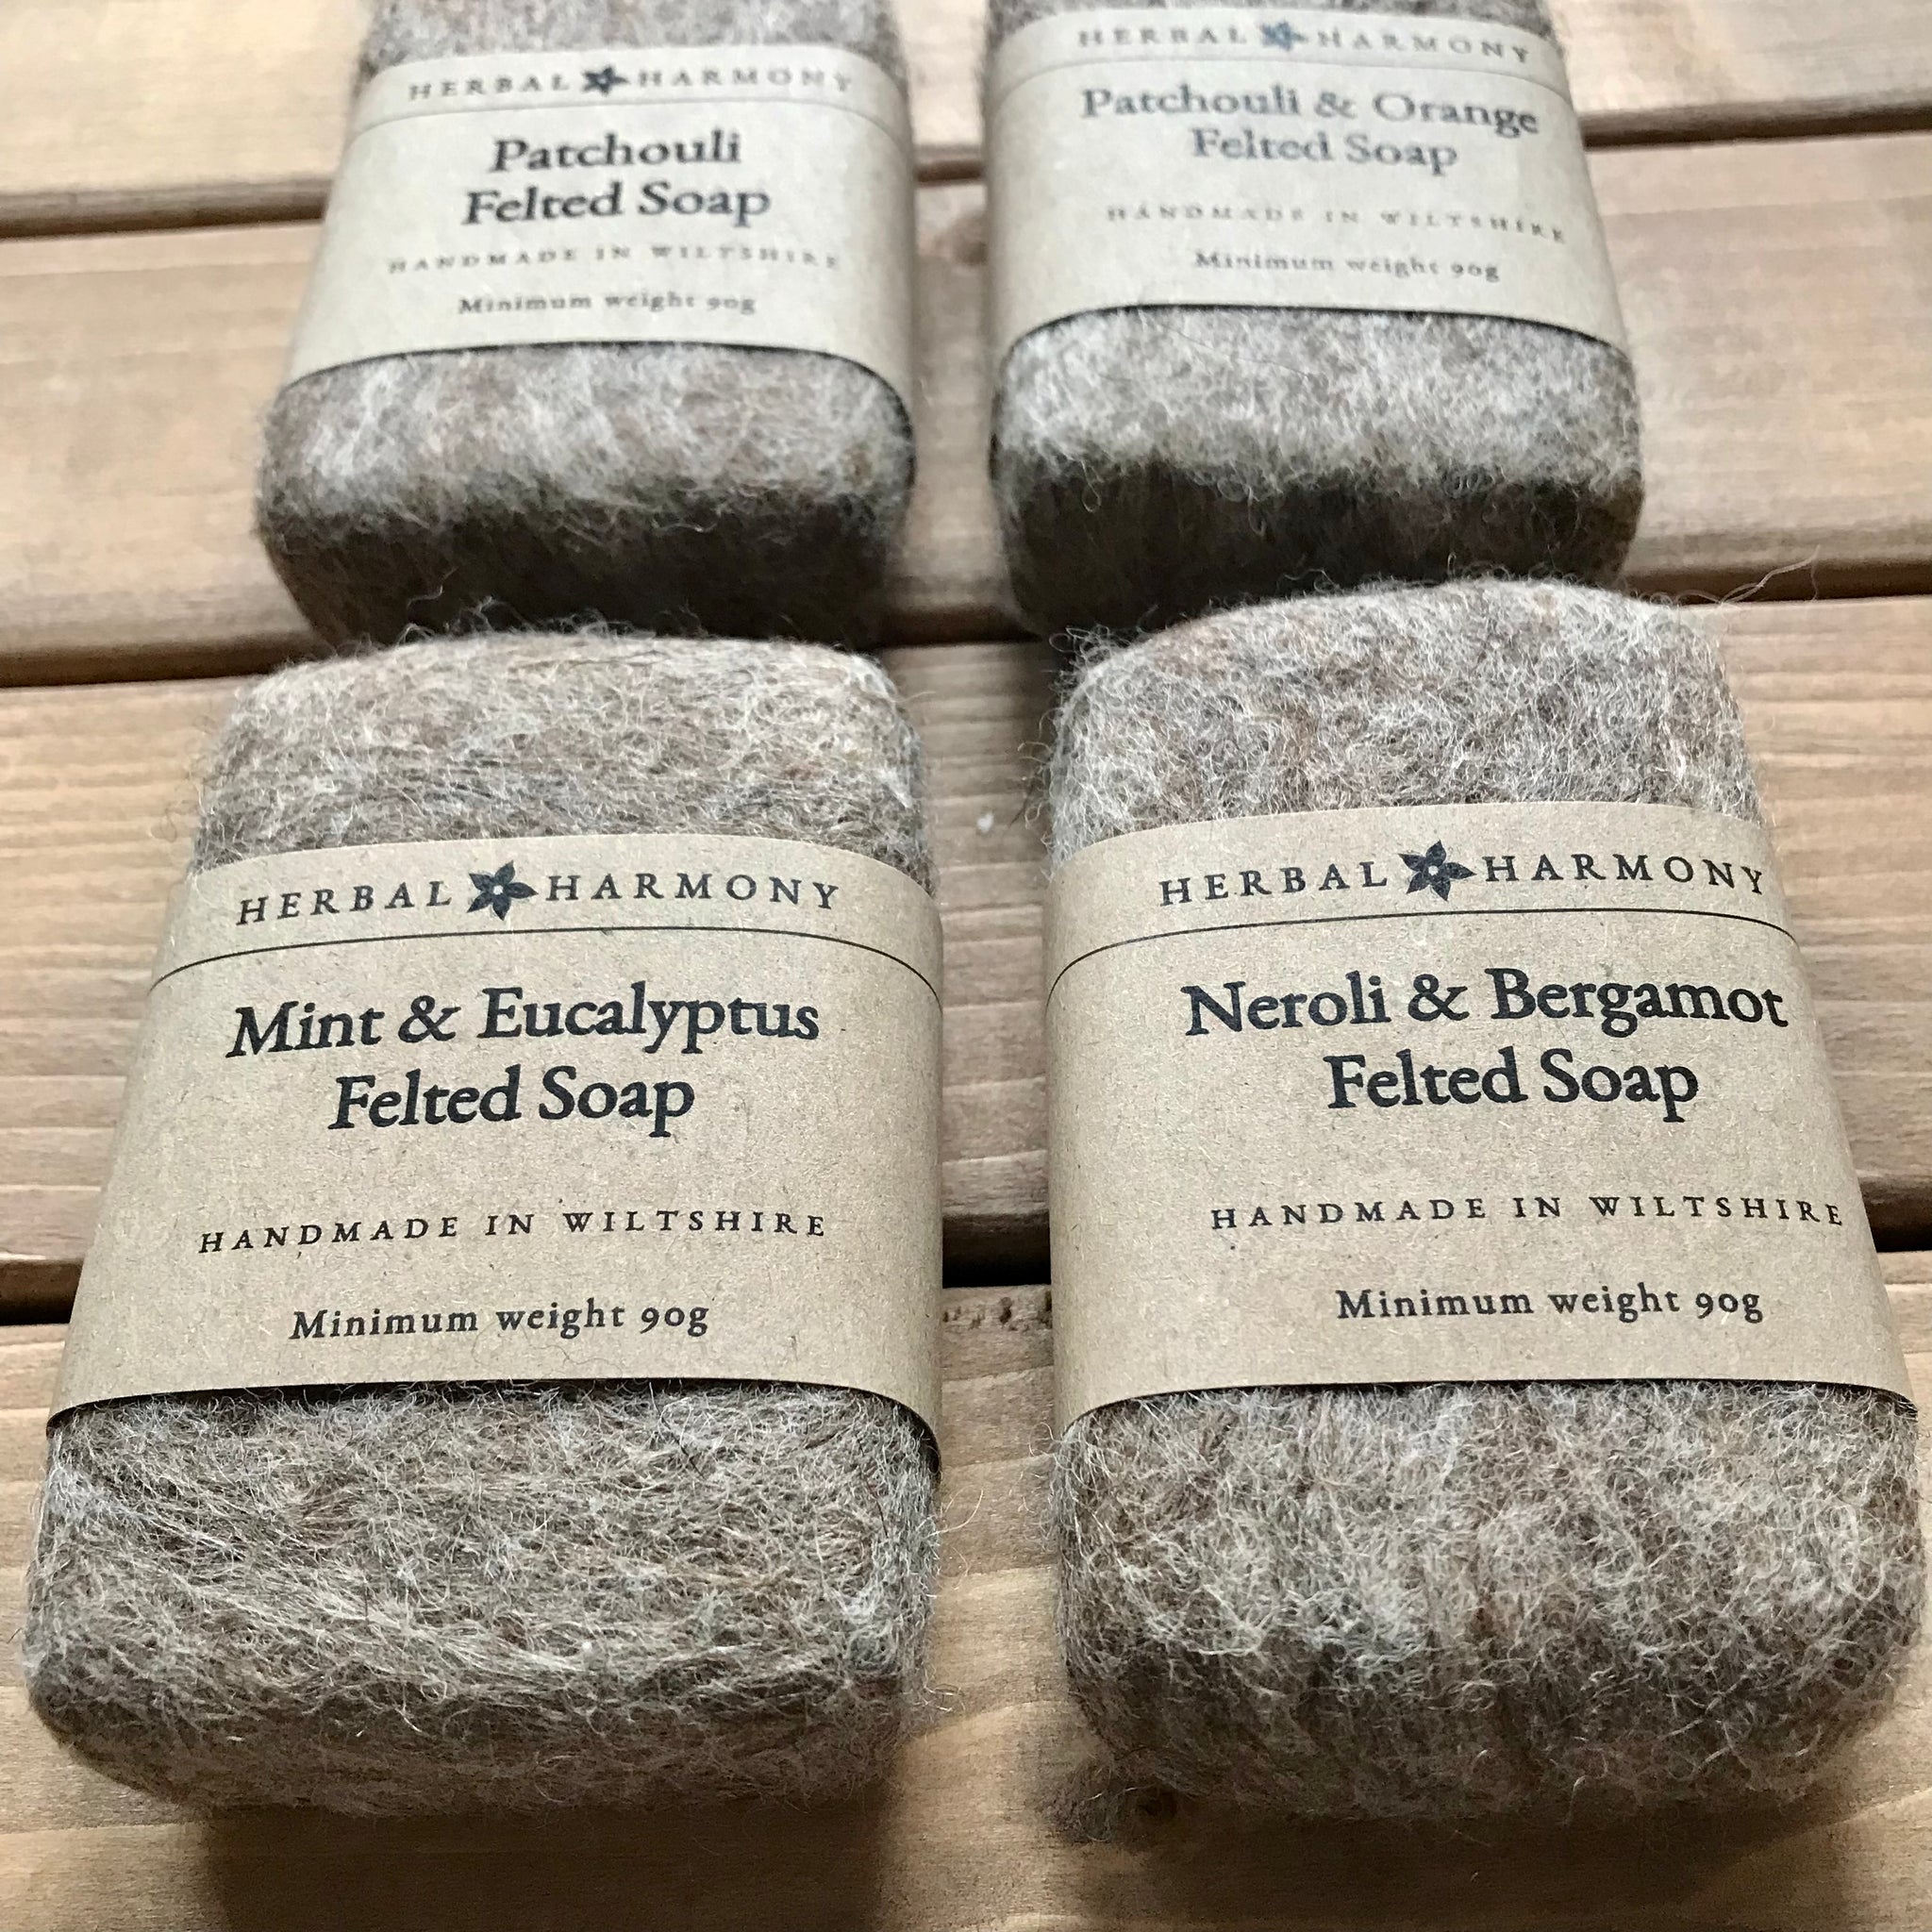 HERBAL HARMONY
Patchouli
Felted Soap
HANDMADE IN WILTSHIRE
Minimum weight 90g
HERBAL HARMONY
Patchouli & Orange
Felted Soap
HANDMADE IN WILTSHIRE
Minimum weight 90g
HERBAL HARMONY
Mint & Eucalyptus
Felted Soap
HANDMADE IN WILTSHIRE
Minimum weight 90g
HERBAL HARMONY
Neroli & Bergamot
Felted Soap
HANDMADE IN WILTSHIRE
Minimum weight 90g